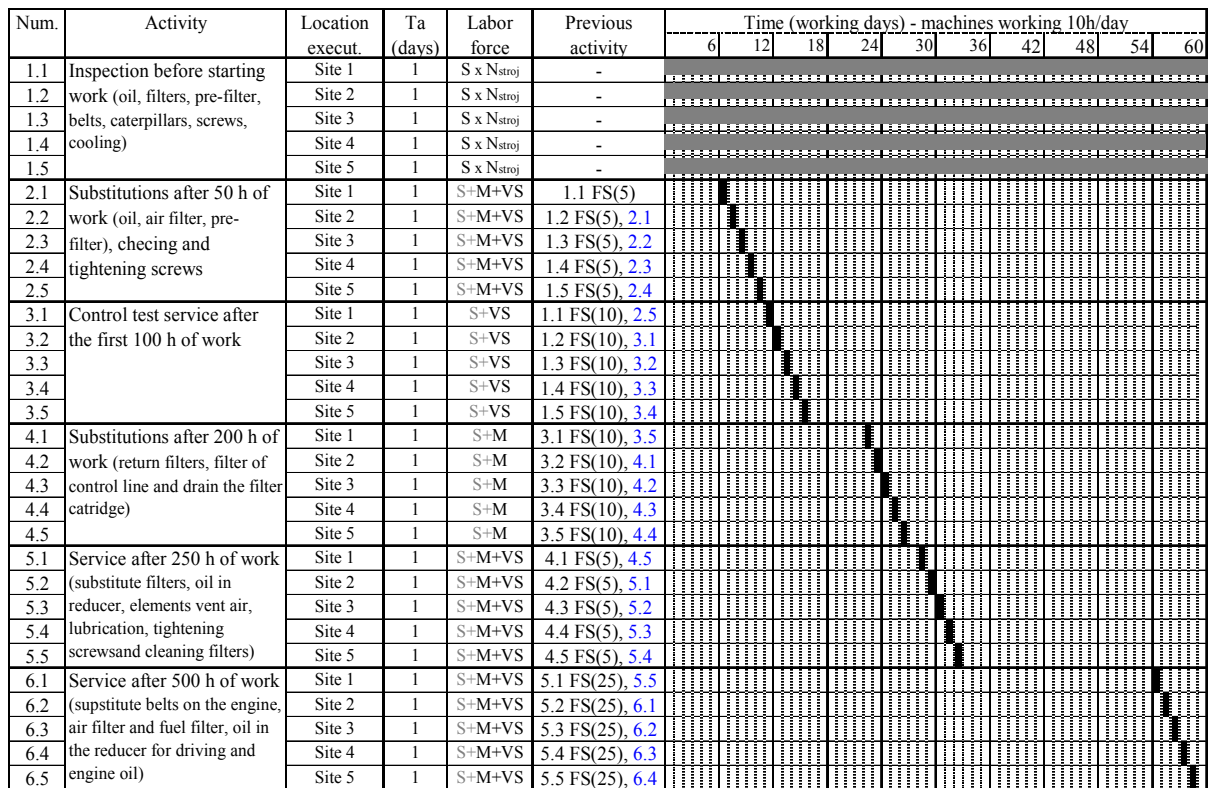 Num. Activity Location Ta Labor Previous Time (working days) - machines working 10h/day
execut. (days) force activity 6 12 18 24 30 36 42 48 54 60
1.1 Inspection before starting Site 1 1 S x Nstroj -
1.2 work (oil, filters, pre-filter, Site 2 1 S x Nstroj -
1.3 belts, caterpillars, screws, Site 3 1 S x Nstroj -
1.4 cooling) Site 4 1 S x Nstroj -
1.5 Site 5 1 S x Nstroj -
2.1 Substitutions after 50 h of Site 1 1 S+M+VS 1.1 FS(5)
2.2 work (oil, air filter, pre- Site 2 1 S+M+VS 1.2 FS(5), 2.1
2.3 filter), checing and Site 3 1 S+M+VS 1.3 FS(5), 2.2
2.4 tightening screws Site 4 1 S+M+VS 1.4 FS(5), 2.3
2.5 Site 5 1 S+M+VS 1.5 FS(5), 2.4
3.1 Control test service after Site 1 1 S+VS 1.1 FS(10), 2.5
3.2 the first 100 h of work Site 2 1 S+VS 1.2 FS(10), 3.1
3.3 Site 3 1 S+VS 1.3 FS(10), 3.2
3.4 Site 4 1 S+VS 1.4 FS(10), 3.3
3.5 Site 5 1 S+VS 1.5 FS(10), 3.4
4.1 Substitutions after 200 h of Site 1 1 S+M 3.1 FS(10), 3.5
4.2 work (return filters, filter of Site 2 1 S+M 3.2 FS(10), 4.1
4.3 control line and drain the filter Site 3 1 S+M 3.3 FS(10), 4.2
4.4 catridge) Site 4 1 S+M 3.4 FS(10), 4.3
4.5 Site 5 1 S+M 3.5 FS(10), 4.4
5.1 Service after 250 h of work Site 1 1 S+M+VS 4.1 FS(5), 4.5
5.2 (substitute filters, oil in Site 2 1 S+M+VS 4.2 FS(5), 5.1
5.3 reducer, elements vent air, Site 3 1 S+M+VS 4.3 FS(5), 5.2
5.4 lubrication, tightening Site 4 1 S+M+VS 4.4 FS(5), 5.3
5.5 screwsand cleaning filters) Site 5 1 S+M+VS 4.5 FS(5), 5.4
6.1 Service after 500 h of work Site 1 1 S+M+VS 5.1 FS(25), 5.5
6.2 (supstitute belts on the engine, Site 2 1 S+M+VS 5.2 FS(25), 6.1
6.3 air filter and fuel filter, oil in Site 3 1 S+M+VS 5.3 FS(25), 6.2
6.4 the reducer for driving and Site 4 1 S+M+VS 5.4 FS(25), 6.3
6.5 engine oil) Site 5 1 S+M+VS 5.5 FS(25), 6.4